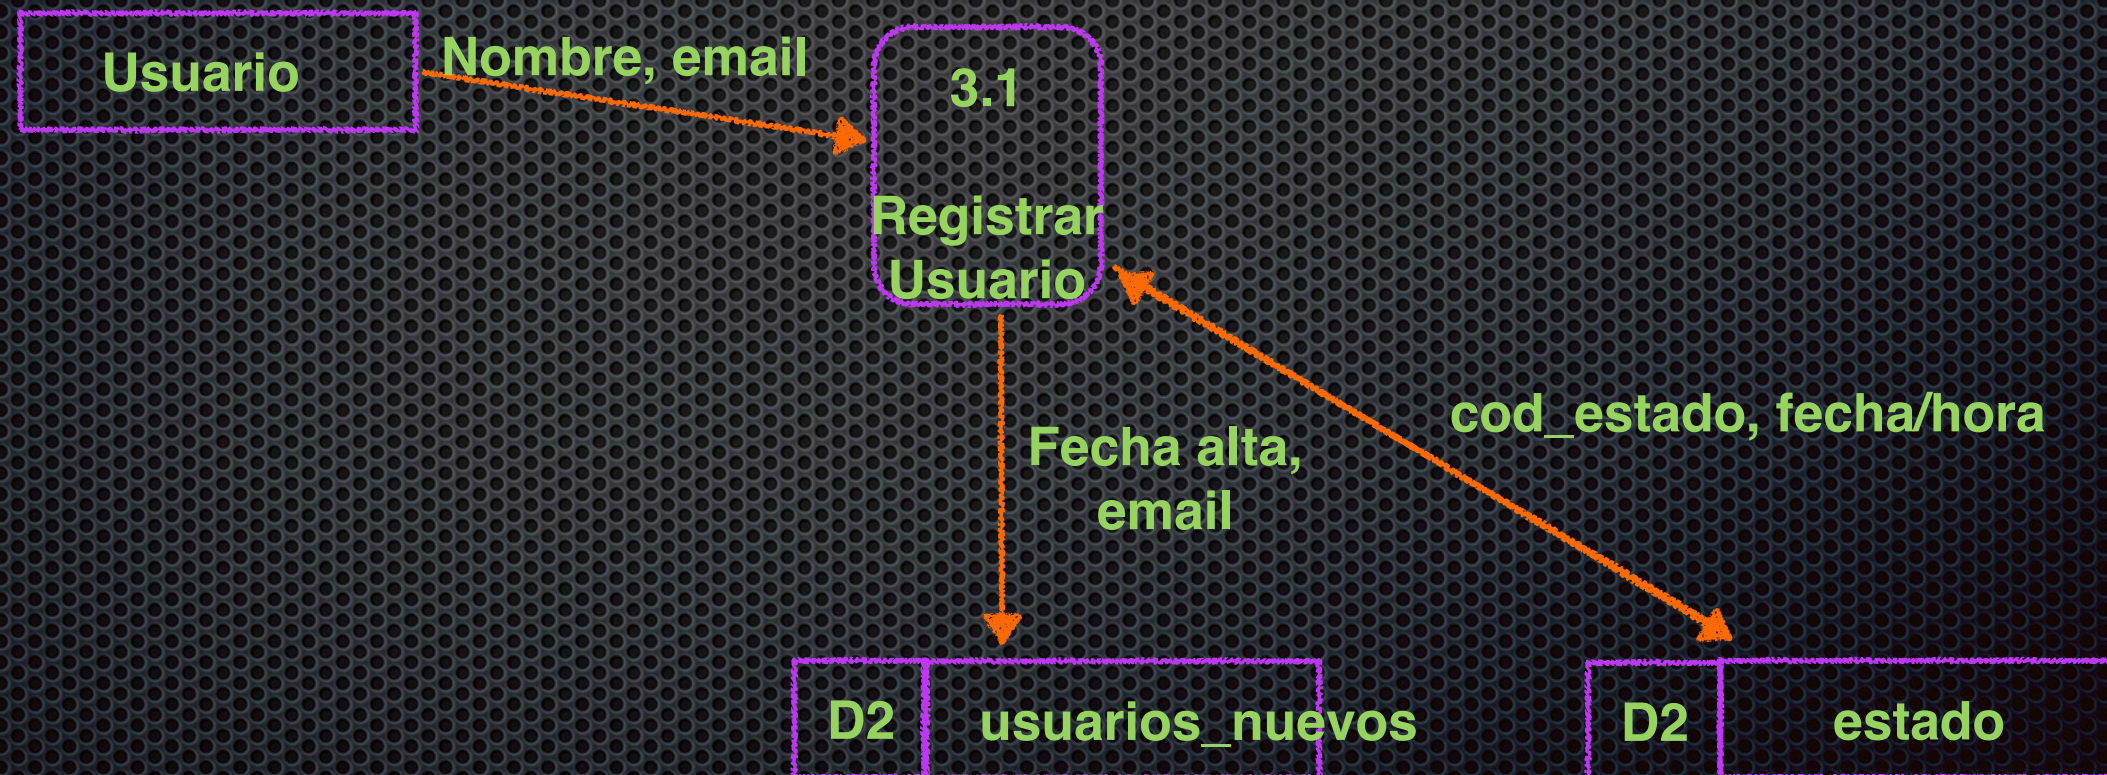 Usuario
Nombre, email
3.1
Registrar
Usuario
cod_estado, fecha/hora
Fecha alta,
email
D2
usuarios_nuevos
D2
estado